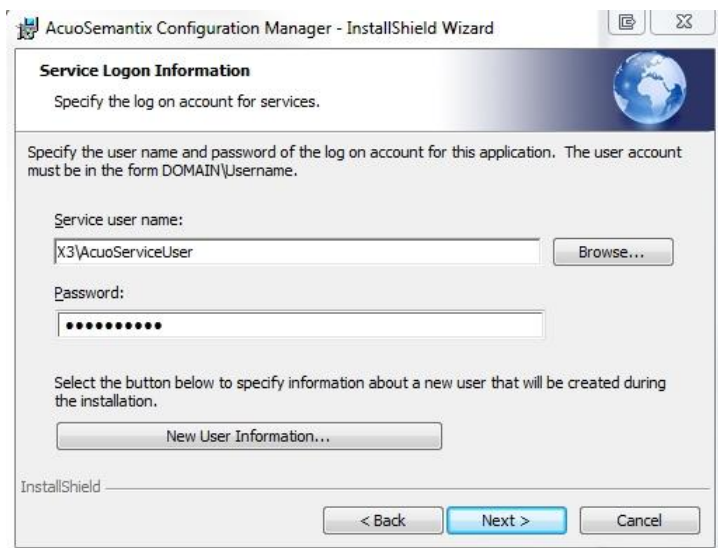 AcuoSemantix Configuration Manager - InstallShield Wizard
Service Logon Information
Specify the log on account for services.
Specify the user name and password of the log on account for this application. The user account
must be in the form DOMAIN\Username.
Service user name:
X3\AcuoServiceUser
Browse...
Password:
••••••••••
Select the button below to specify information about a new user that will be created during
the installation.
New User Information...
InstallShield
< Back Next > Cancel